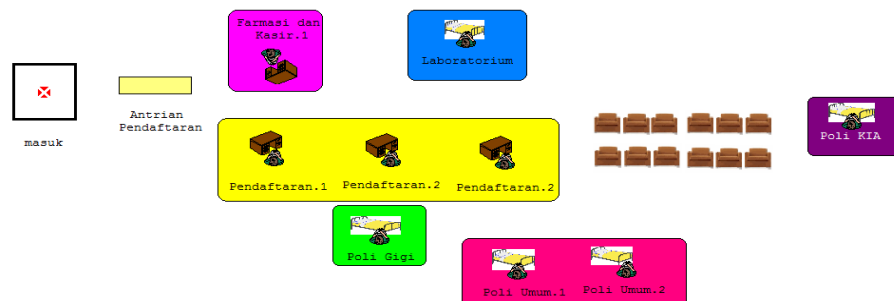 Farmasi dan
Kasir.1
Laboratorium
Antrian
Pendaftaran
masuk
Poli KIA
Pendaftaran.1
Pendaftaran.2
Pendaftaran.2
Poli Gigi
Poli Umum.1
Poli Umum.2